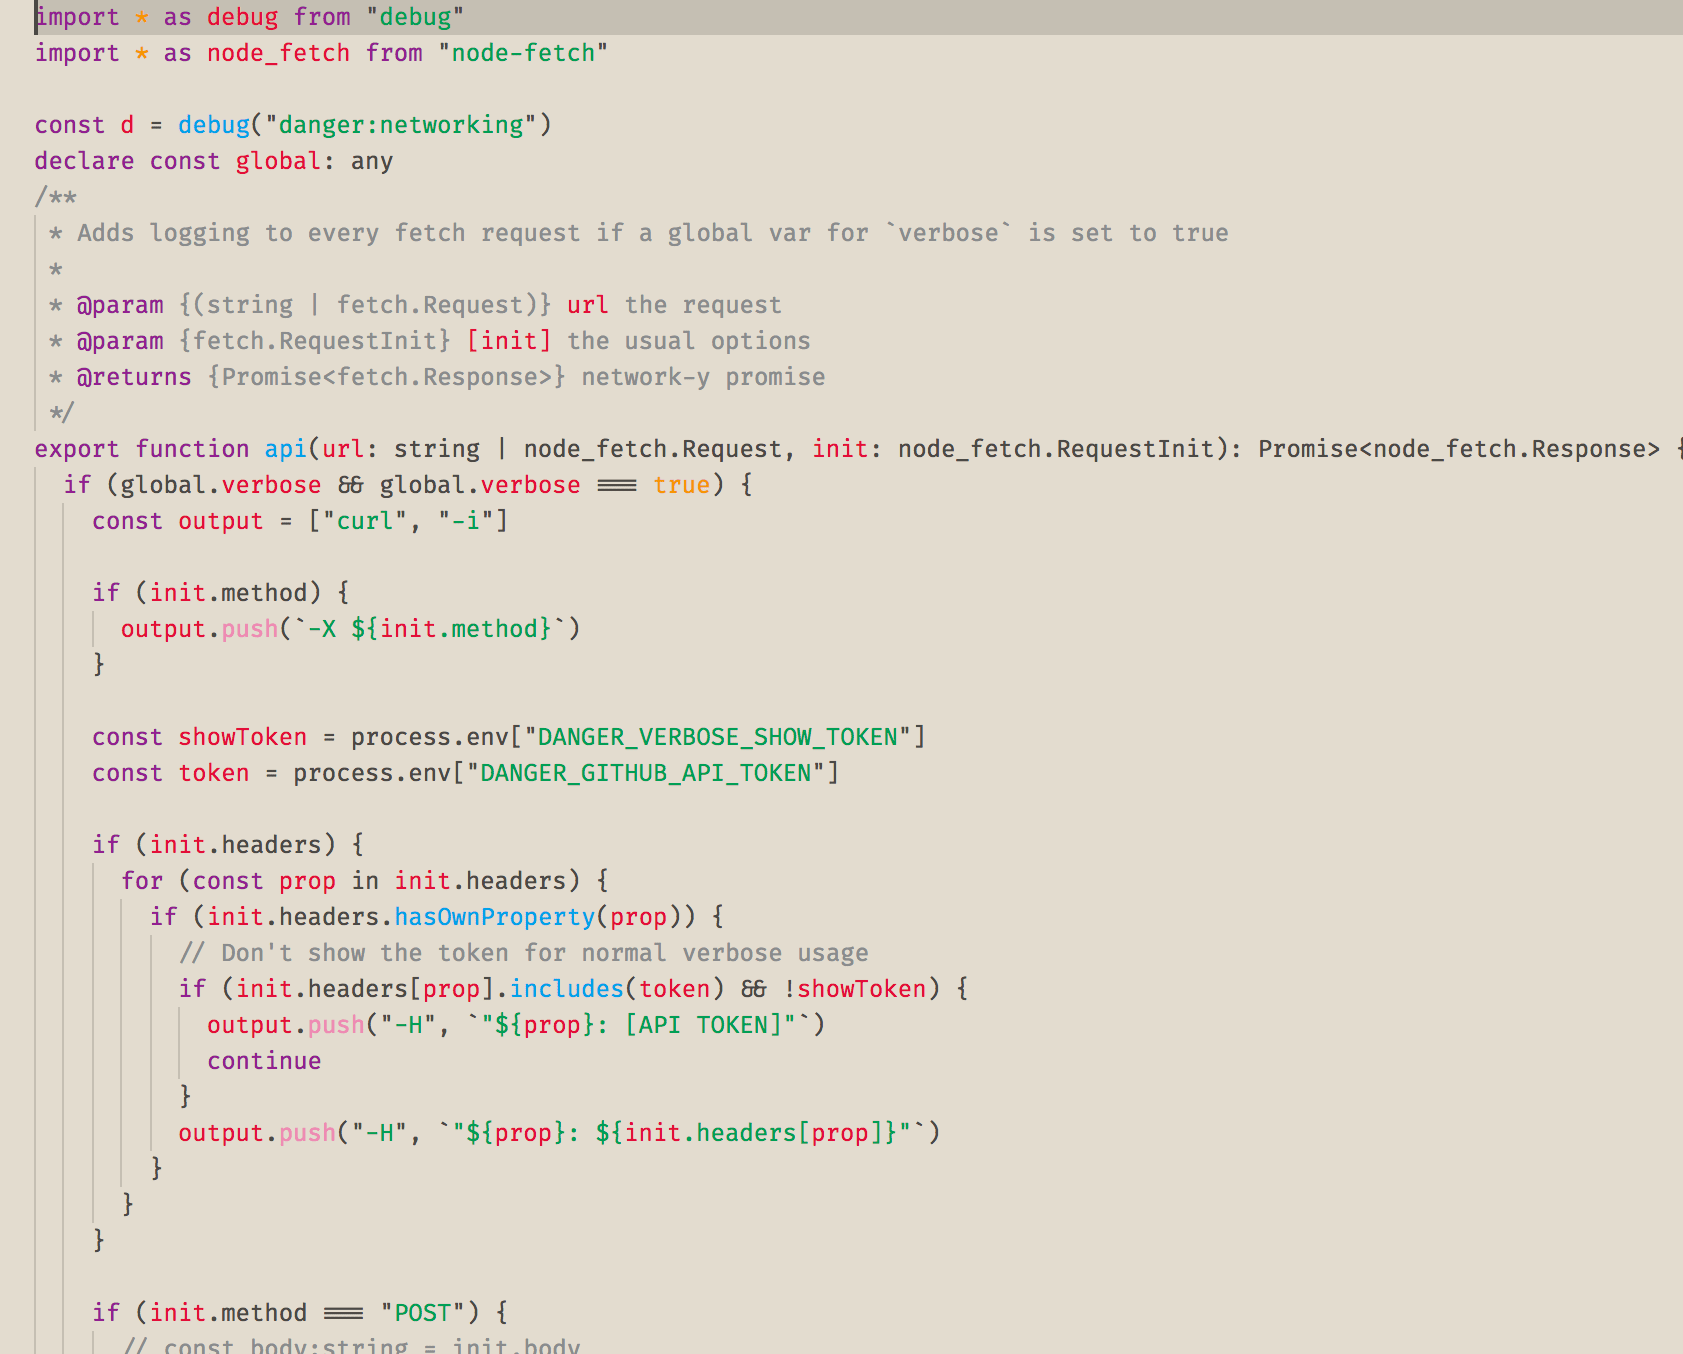 import * as debug from "debug"
import * as node_fetch from "node-fetch"

const d = debug("danger:networking")
declare const global: any
/**
 * Adds logging to every fetch request if a global var for `verbose` is set to true
 *
 * @param {(string | fetch.Request)} url the request
 * @param {fetch.RequestInit} [init] the usual options
 * @returns {Promise<fetch.Response>} network-y promise
 */
export function api(url: string | node_fetch.Request, init: node_fetch.RequestInit): Promise<node_fetch.Response> {
  if (global.verbose && global.verbose === true) {
    const output = ["curl", "-i"]

    if (init.method) {
      output.push(`-X ${init.method}`)
    }

    const showToken = process.env["DANGER_VERBOSE_SHOW_TOKEN"]
    const token = process.env["DANGER_GITHUB_API_TOKEN"]

    if (init.headers) {
      for (const prop in init.headers) {
        if (init.headers.hasOwnProperty(prop)) {
          // Don't show the token for normal verbose usage
          if (init.headers[prop].includes(token) && !showToken) {
            output.push("-H", `"${prop}: [API TOKEN]"`)
            continue
          }
          output.push("-H", `"${prop}: ${init.headers[prop]}"`)
        }
      }
    }

    if (init.method === "POST") {
      // const body:string = init.body